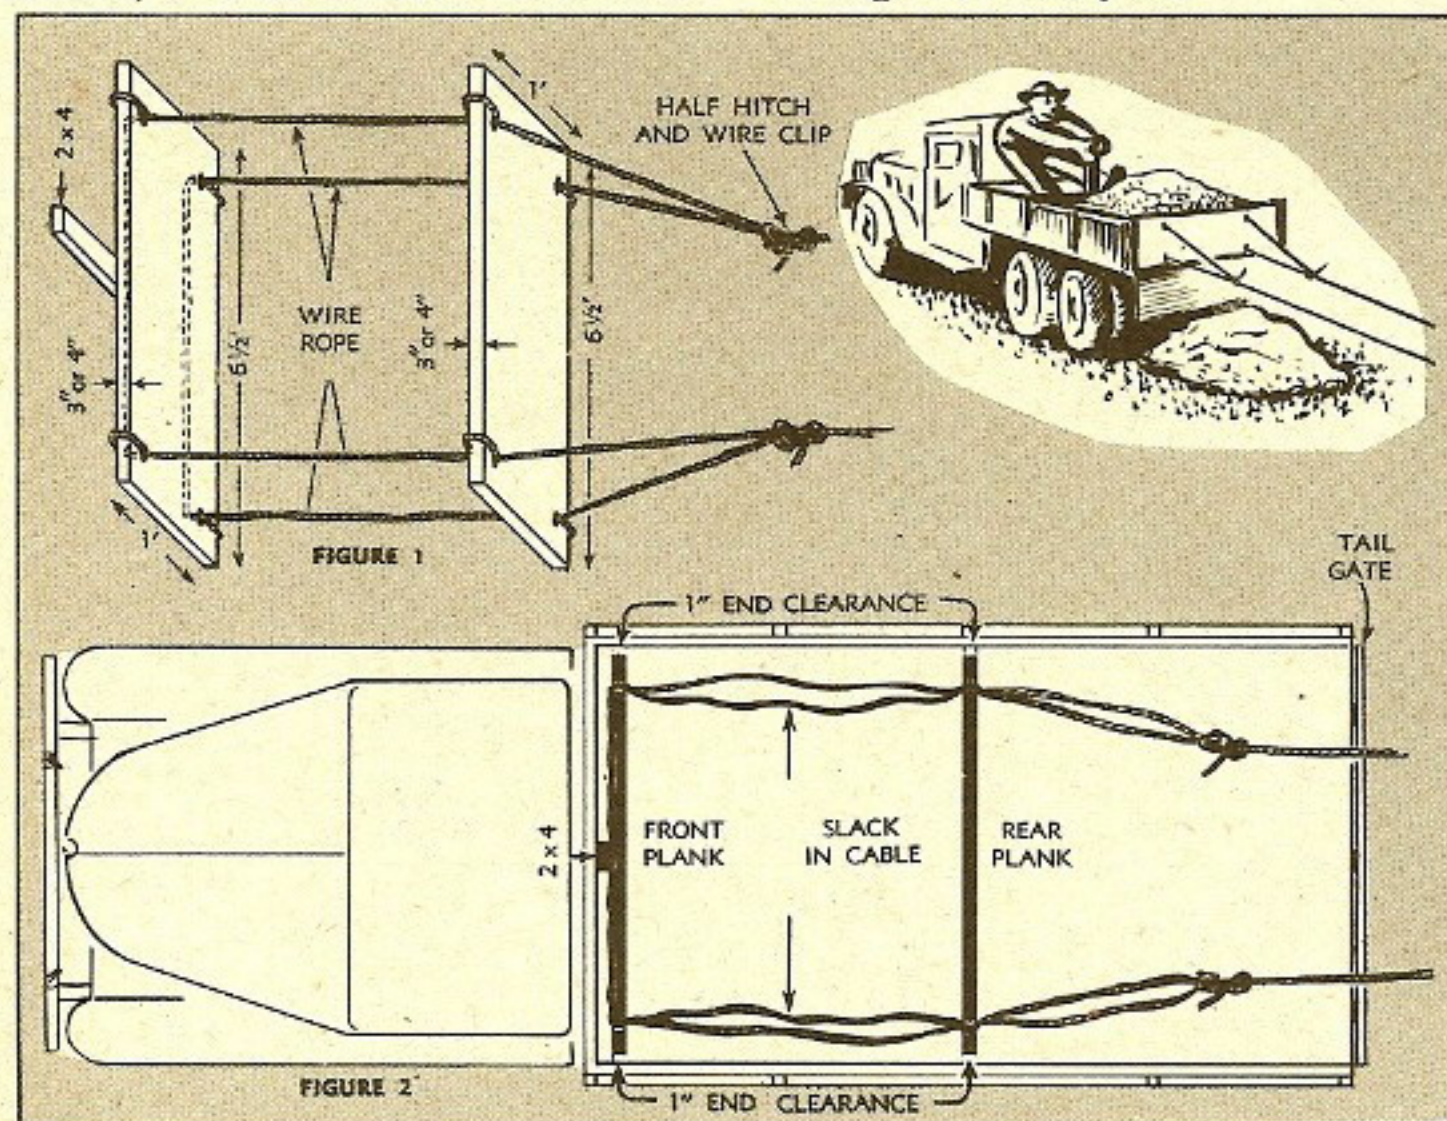 1'
HALF HITCH
AND WIRE CLIP
2 x 4
WIRE
ROPE
3" or 4"
6½'
3" or 4"
6½'
1'
FIGURE 1
TAIL
GATE
1" END CLEARANCE
2 x 4
FRONT
PLANK
SLACK
IN CABLE
REAR
PLANK
FIGURE 2
1" END CLEARANCE